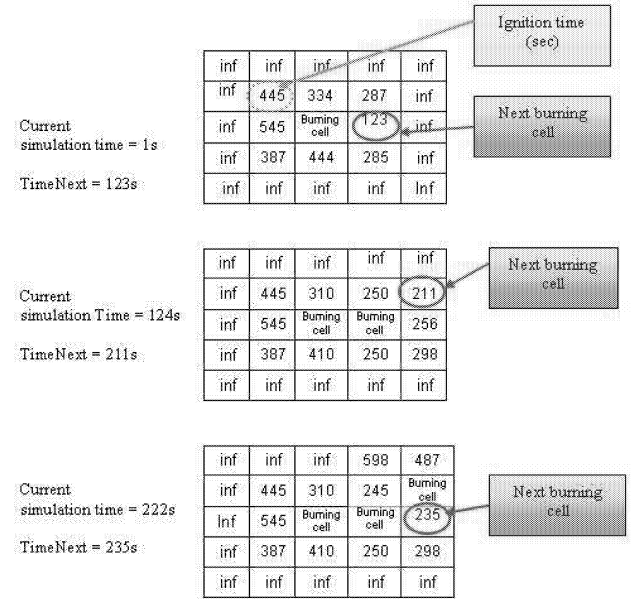 Ignition time
(sec)
inf inf inf inf inf
inf 445 334 287 inf
Current
simulation time = 1s
inf 545 Burning cell 123 inf
Next burning
cell
inf 387 444 285 inf
TimeNext = 123s
inf inf inf inf Inf
inf inf inf inf inf
Next burning
cell
Current
simulation Time = 124s
inf 445 310 250 211
inf 545 Burning cell Burning cell 256
TimeNext = 211s
inf 387 410 250 298
inf inf inf inf inf
inf inf inf 598 487
Current
simulation time = 222s
inf 445 310 245 Burning cell
Next burning
cell
Inf 545 Burning cell Burning cell 235
TimeNext = 235s
inf 387 410 250 298
inf inf inf inf inf